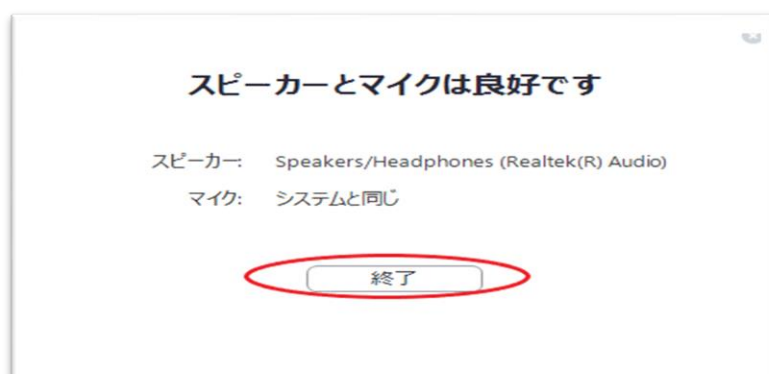 スピーカーとマイクは良好です
スピーカー: Speakers/Headphones (Realtek(R) Audio)
マイク: システムと同じ
終了